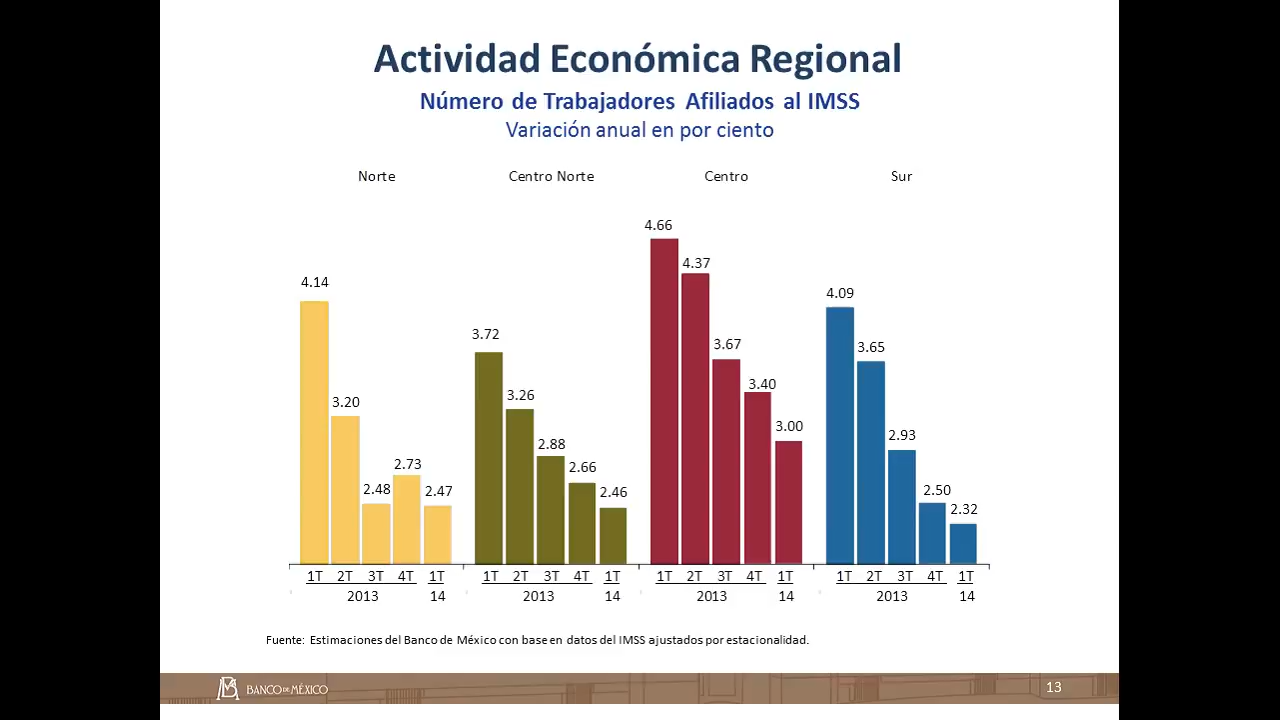 Actividad Económica Regional
Número de Trabajadores Afiliados al IMSS
Variación anual en por ciento
Norte Centro Norte Centro Sur
4.14 3.20 2.48 2.73 2.47 3.72 3.26 2.88 2.66 2.46 4.66 4.37 3.67 3.40 3.00 4.09 3.65 2.93 2.50 2.32
1T 2T 3T 4T 1T 1T 2T 3T 4T 1T 1T 2T 3T 4T 1T 1T 2T 3T 4T 1T
2013 14 2013 14 2013 14 2013 14
Fuente: Estimaciones del Banco de México con base en datos del IMSS ajustados por estacionalidad.
BANCO DE MÉXICO 13